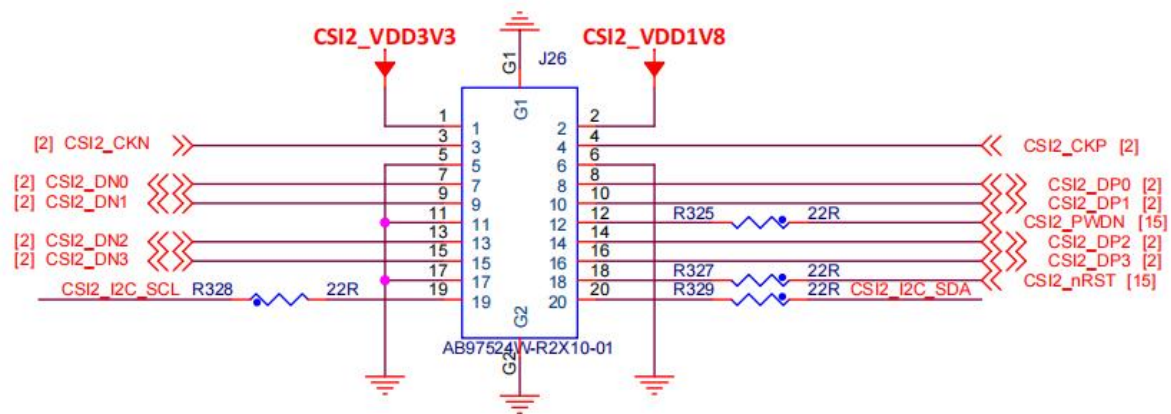 CSI2_VDD3V3 CSI2_VDD1V8
G1 J26
G1
1 1 2 2
[2] CSI2_CKN 3 3 4 4 CSI2_CKP [2]
5 5 6 6
[2] CSI2_DN0 7 7 8 8 CSI2_DP0 [2]
[2] CSI2_DN1 9 9 10 10 CSI2_DP1 [2]
11 11 12 12 R325 22R CSI2_PWDN [15]
[2] CSI2_DN2 13 13 14 14 CSI2_DP2 [2]
[2] CSI2_DN3 15 15 16 16 CSI2_DP3 [2]
17 17 18 18 R327 22R CSI2_nRST [15]
CSI2_I2C_SCL R328 22R 19 19 20 20 R329 22R CSI2_I2C_SDA
G2
AB97524W-R2X10-01
G2